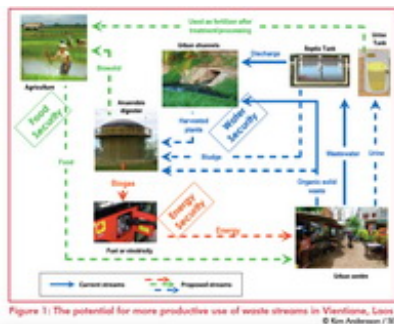 Used as fertilizer after
treatment/processing
Urine
Tank
Urban channels
Septic Tank
Discharge
Agriculture
Biosolid
Anaerobic
digester
Harvested
plants
Food
Security
Water
Security
Sludge
Wastewater
Urine
Food
Organic solid
waste
Biogas
Energy
Security
Energy
Fuel or electricity
Urban centre
Current streams
Proposed streams
Figure 1: The potential for more productive use of waste streams in Vientiane, Laos
© Kim Andersson /